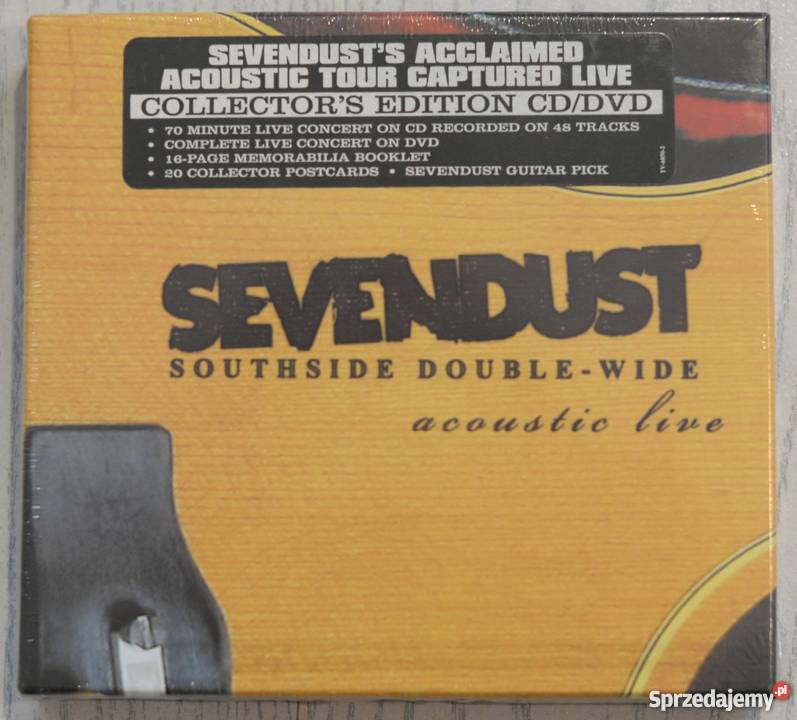 SEVENDUST'S ACCLAIMED
ACOUSTIC TOUR CAPTURED LIVE
COLLECTOR'S EDITION CD/DVD
• 70 MINUTE LIVE CONCERT ON CD RECORDED ON 48 TRACKS
• COMPLETE LIVE CONCERT ON DVD
• 16-PAGE MEMORABILIA BOOKLET
• 20 COLLECTOR POSTCARDS • SEVENDUST GUITAR PICK
SEVENDUST
SOUTHSIDE DOUBLE-WIDE
acoustic live
Sprzedajemy.pl